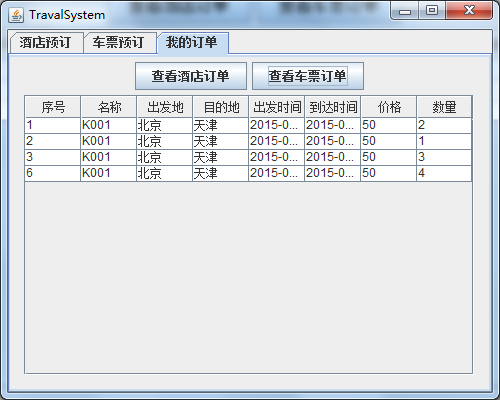 TravalSystem
酒店预订 车票预订 我的订单
查看酒店订单 查看车票订单
序号 名称 出发地 目的地 出发时间 到达时间 价格 数量
1 K001 北京 天津 2015-0... 2015-0... 50 2
2 K001 北京 天津 2015-0... 2015-0... 50 1
3 K001 北京 天津 2015-0... 2015-0... 50 3
6 K001 北京 天津 2015-0... 2015-0... 50 4